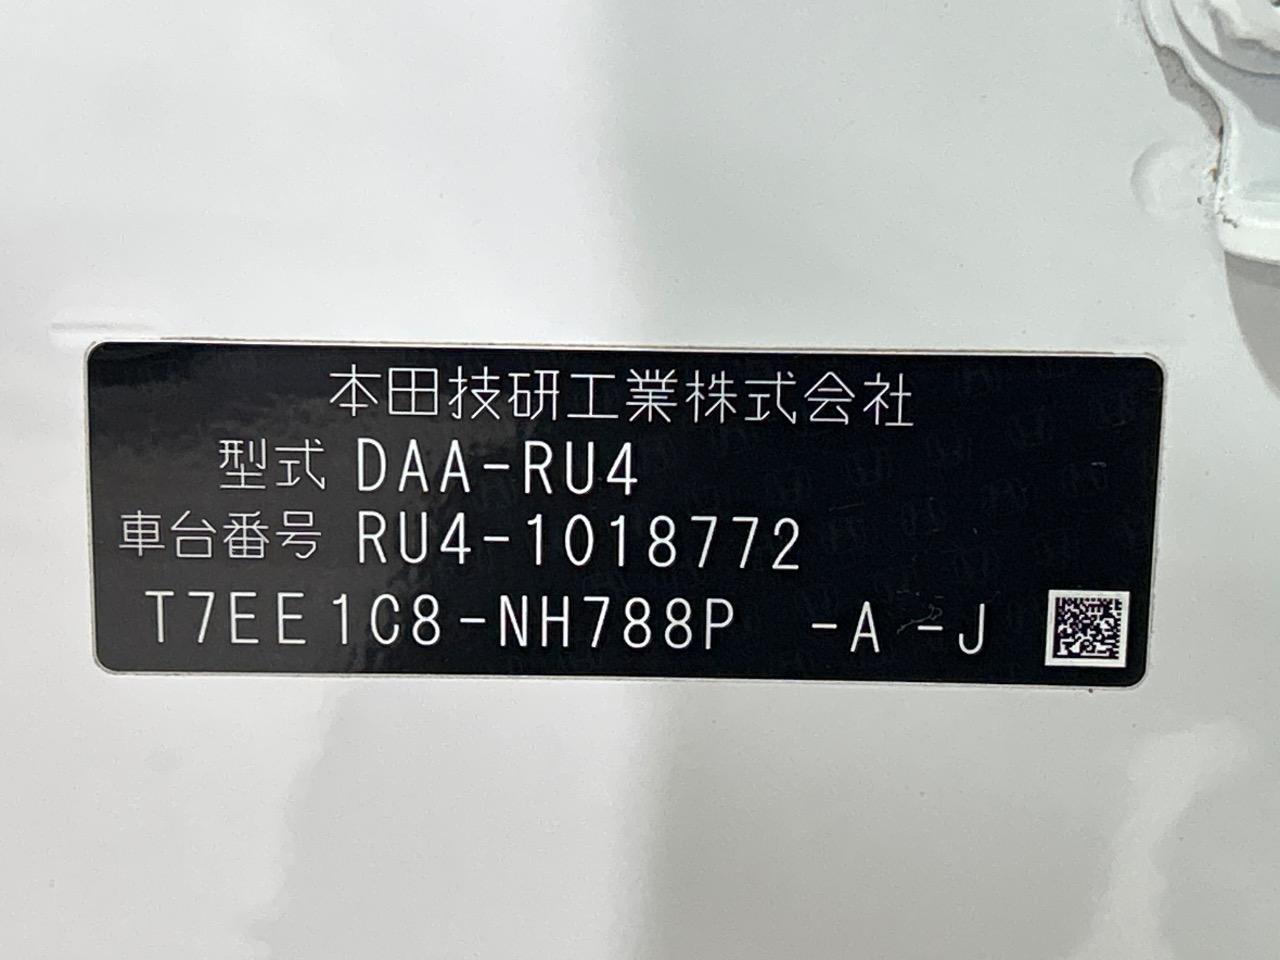 本田技研工業株式会社
型式 DAA-RU4
車台番号 RU4-1018772
T7EE1C8-NH788P -A -J